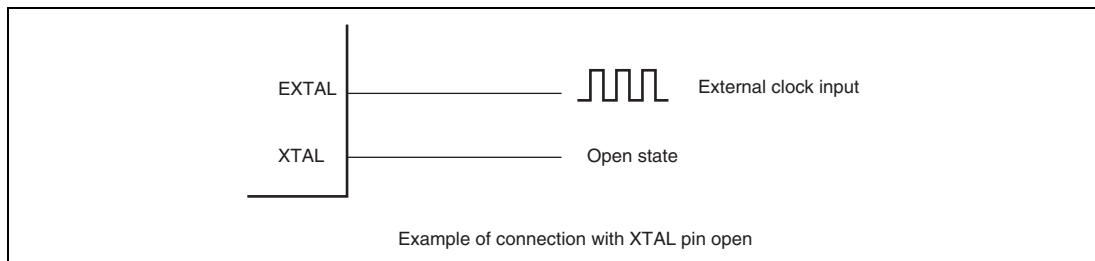 EXTAL External clock input
XTAL Open state
Example of connection with XTAL pin open